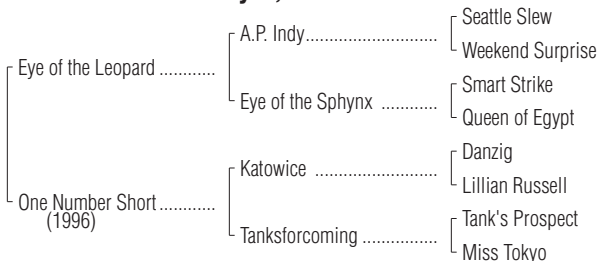 Seattle Slew
A.P. Indy..............................
Weekend Surprise
Eye of the Leopard ............
Smart Strike
Eye of the Sphynx ............
Queen of Egypt
Danzig
Katowice ............................
Lillian Russell
One Number Short............
(1996)
Tank's Prospect
Tanksforcoming ................
Miss Tokyo